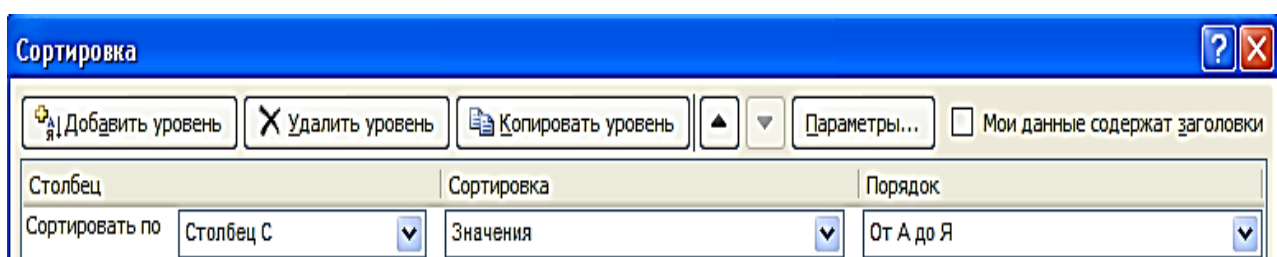 Сортировка
Добавить уровень Удалить уровень Копировать уровень Параметры... Мои данные содержат заголовки
Столбец Сортировка Порядок
Сортировать по Столбец C Значения От А до Я